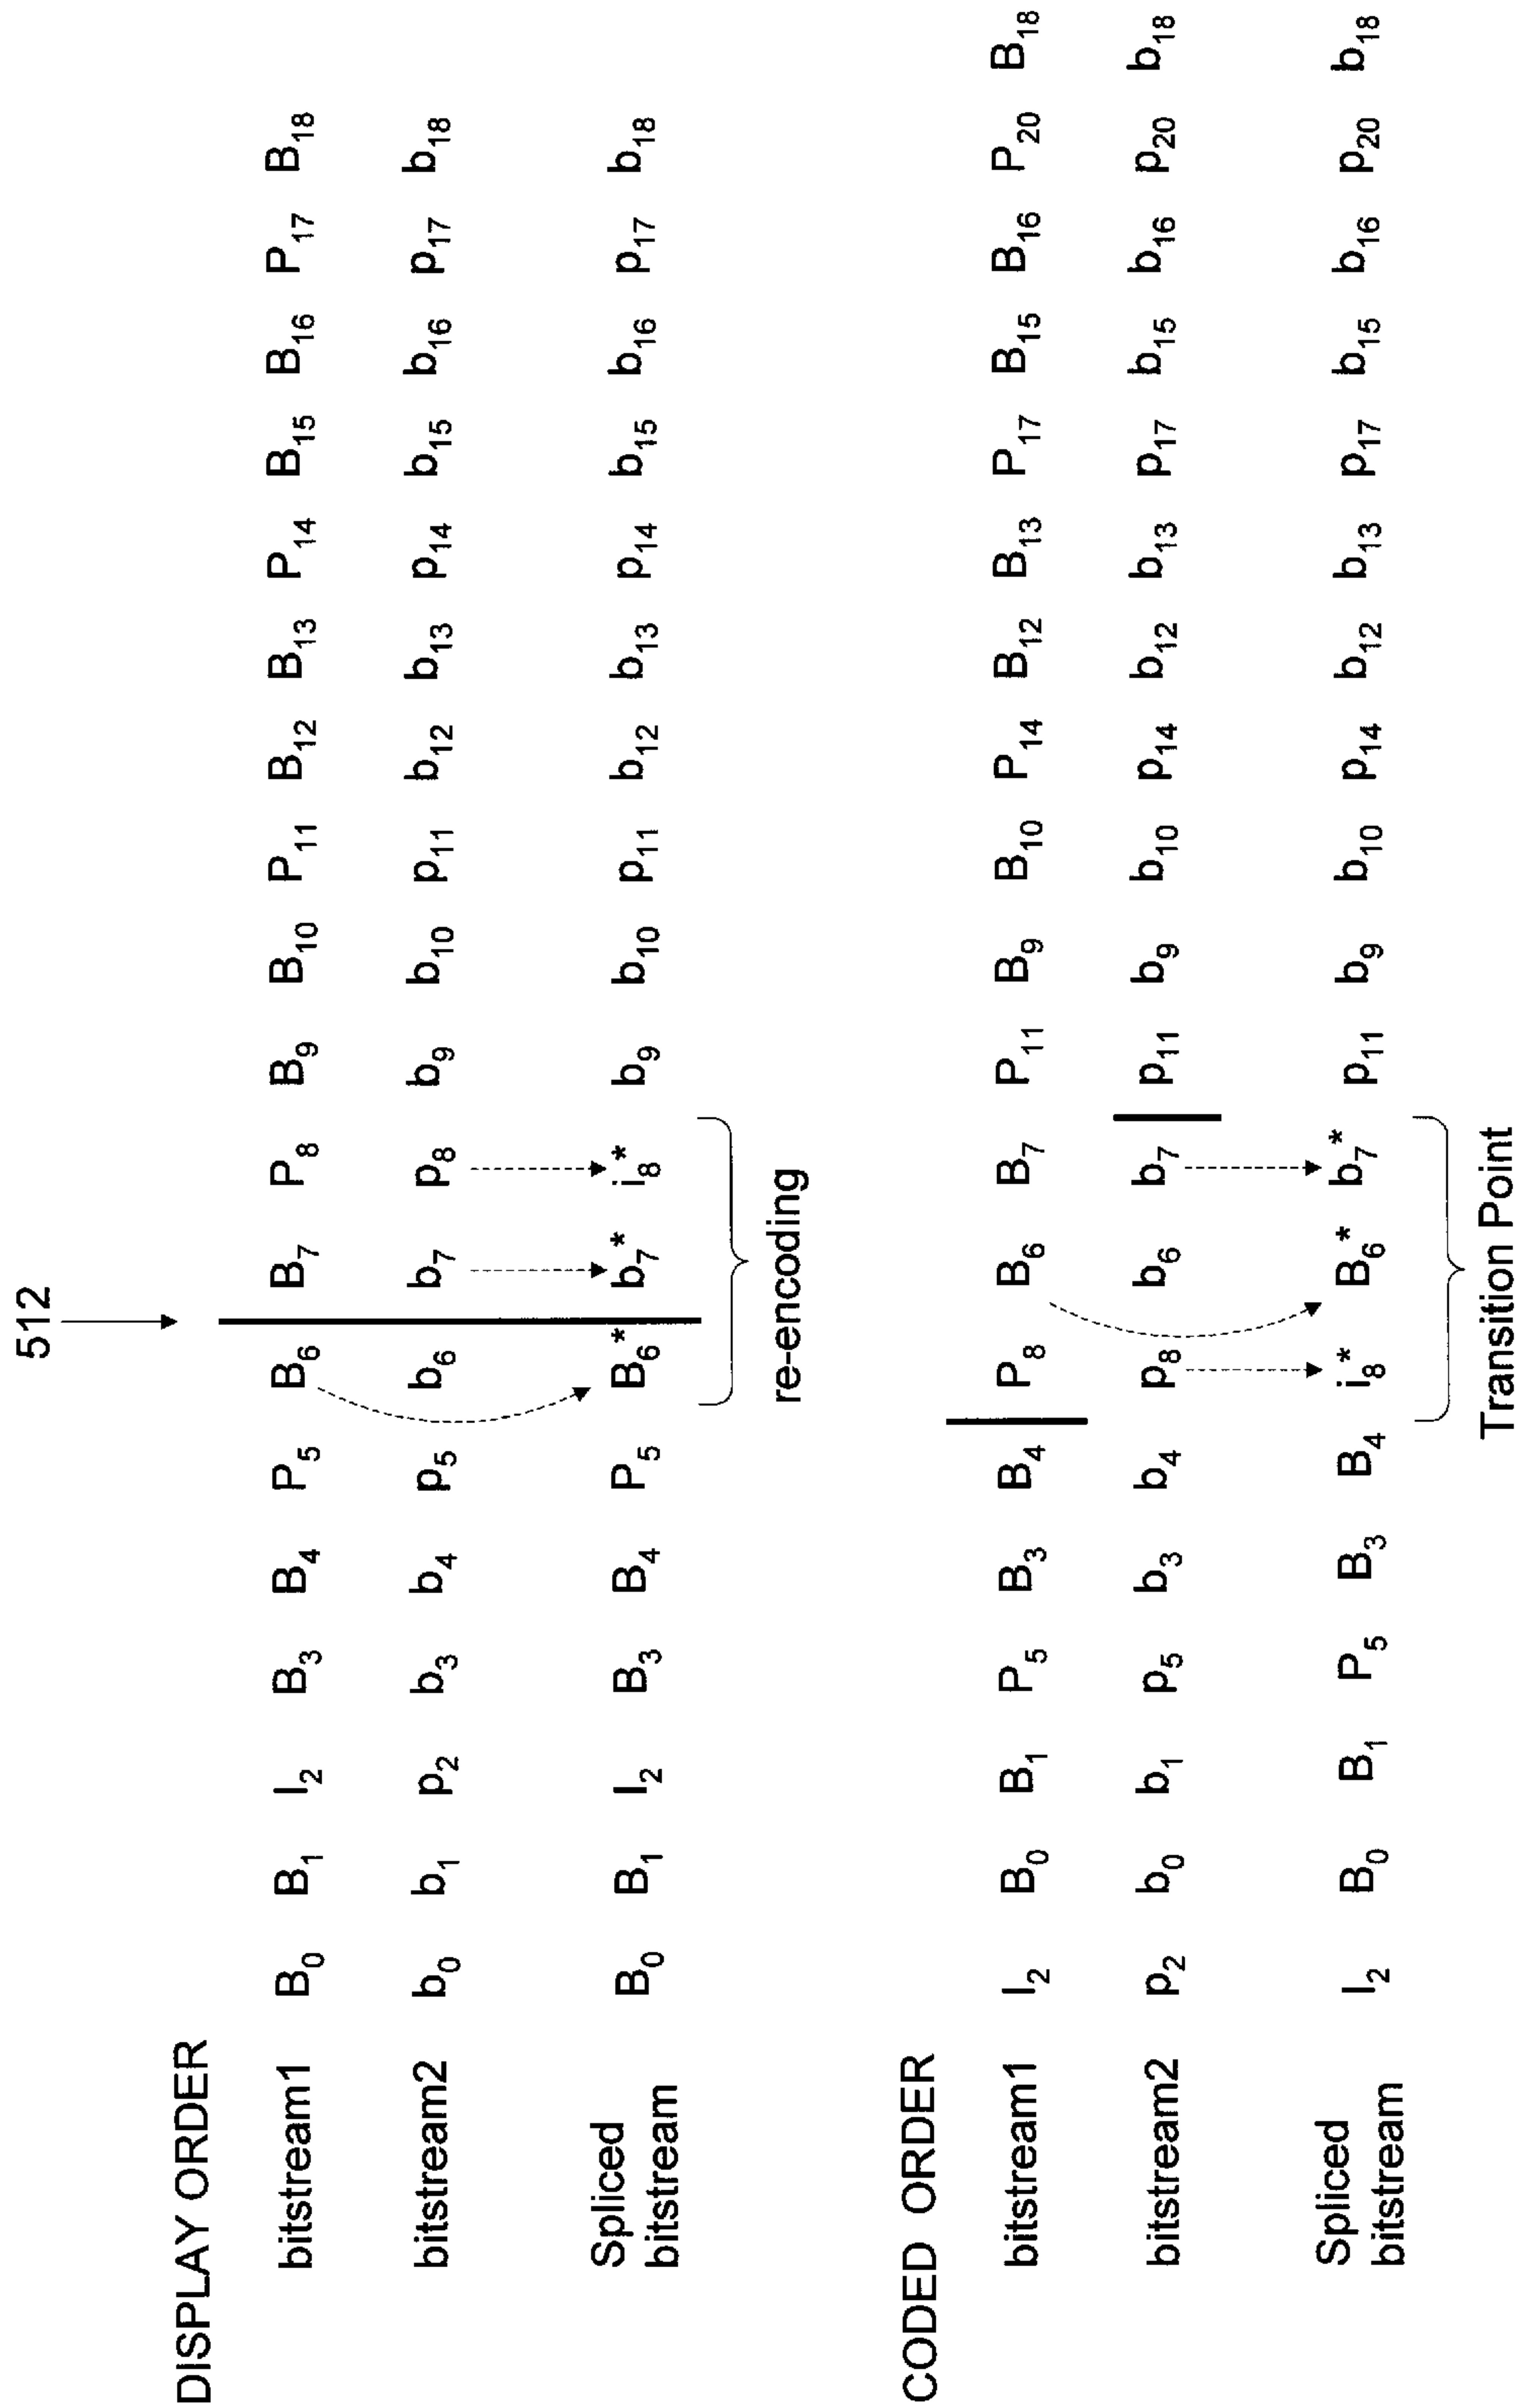 512
DISPLAY ORDER
bitstream1 B0 B1 I2 B3 B4 P5 B6 B7 P8 B9 B10 P11 B12 B13 P14 B15 B16 P17 B18
bitstream2 b0 b1 p2 b3 b4 p5 b6 b7 p8 b9 b10 p11 b12 b13 p14 b15 b16 p17 b18
Spliced
bitstream B0 B1 I2 B3 B4 P5 B6* b7* i8* b9 b10 p11 b12 b13 p14 b15 b16 p17 b18
re-encoding
CODED ORDER
bitstream1 I2 B0 B1 P5 B3 B4 P8 B6 B7 P11 B9 B10 P14 B12 B13 P17 B15 B16 P20 B18
bitstream2 p2 b0 b1 p5 b3 b4 p8 b6 b7 p11 b9 b10 p14 b12 b13 p17 b15 b16 p20 b18
Spliced
bitstream I2 B0 B1 P5 B3 B4 i8* B6* b7* p11 b9 b10 p14 b12 b13 p17 b15 b16 p20 b18
Transition Point